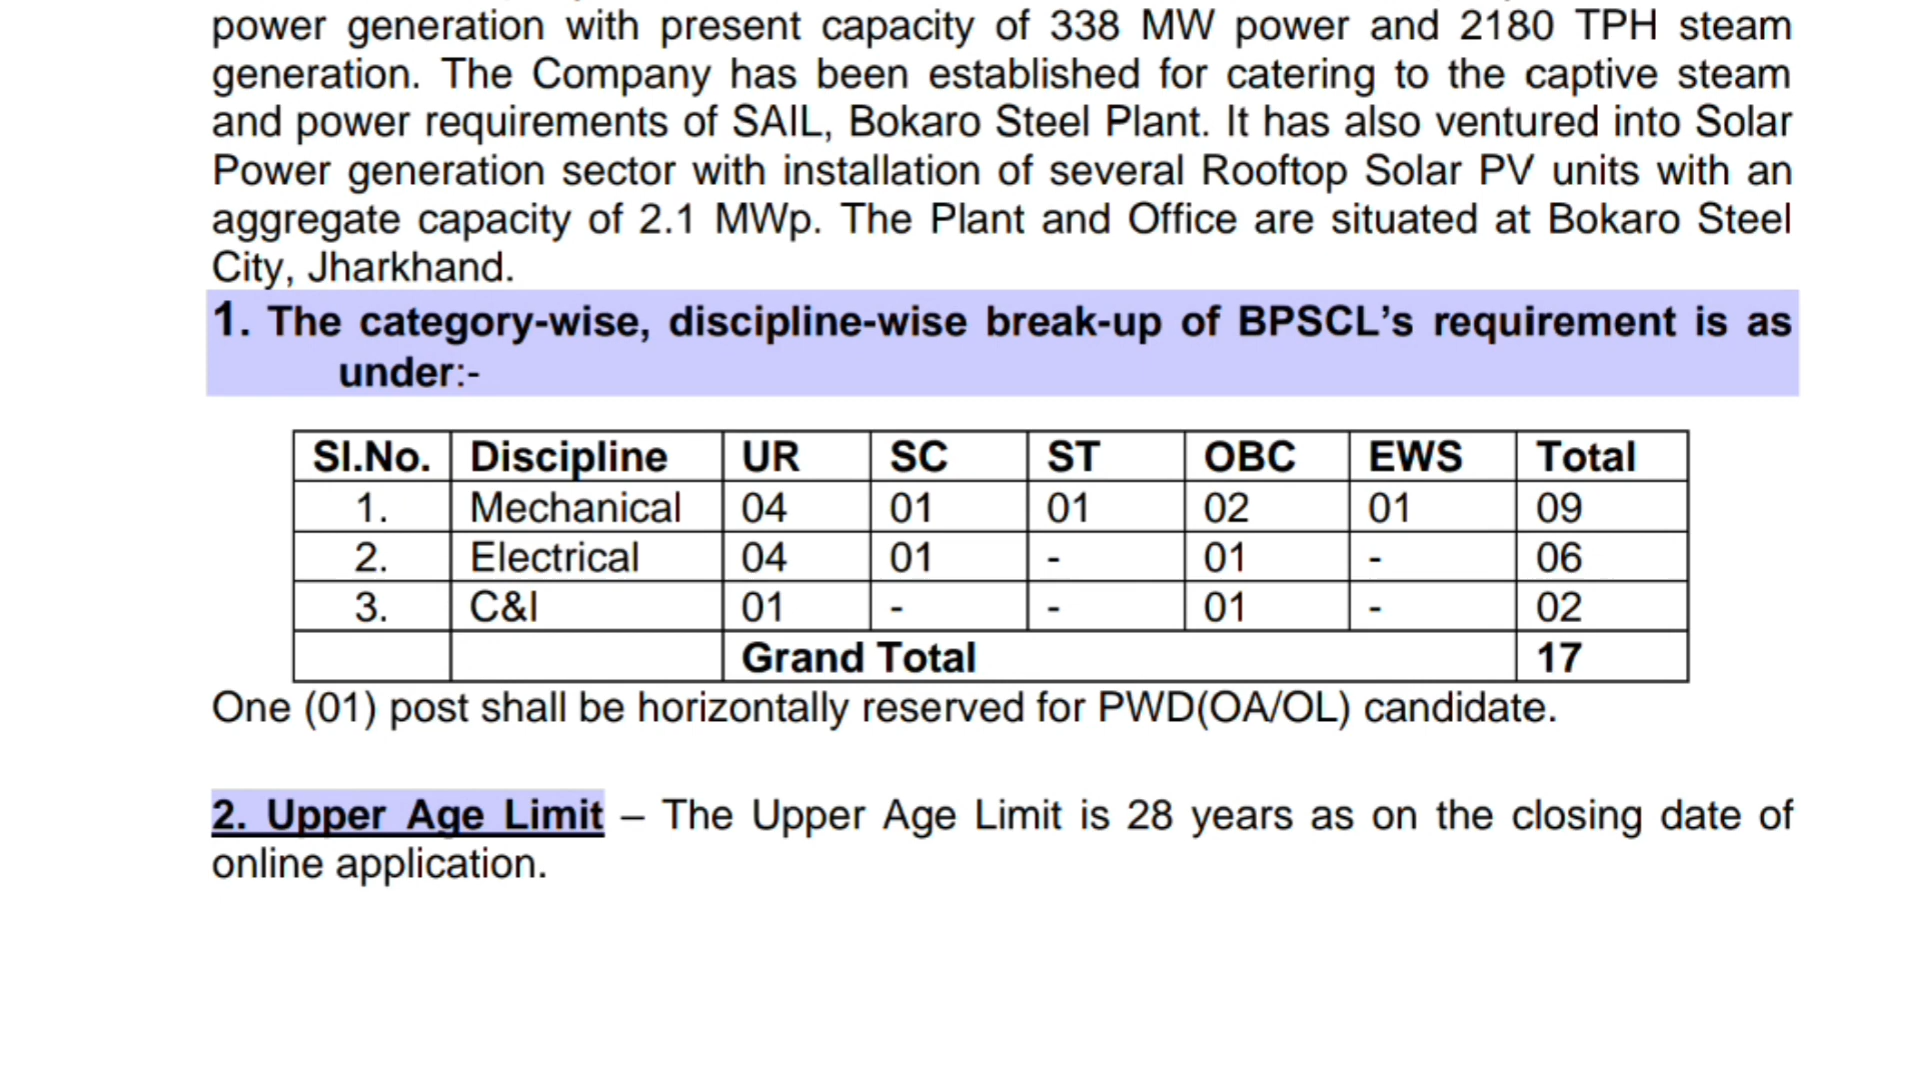 power generation with present capacity of 338 MW power and 2180 TPH steam
generation. The Company has been established for catering to the captive steam
and power requirements of SAIL, Bokaro Steel Plant. It has also ventured into Solar
Power generation sector with installation of several Rooftop Solar PV units with an
aggregate capacity of 2.1 MWp. The Plant and Office are situated at Bokaro Steel
City, Jharkhand.
1. The category-wise, discipline-wise break-up of BPSCL’s requirement is as
under:-
Sl.No. Discipline UR SC ST OBC EWS Total
1. Mechanical 04 01 01 02 01 09
2. Electrical 04 01 - 01 - 06
3. C&I 01 - - 01 - 02
Grand Total 17
One (01) post shall be horizontally reserved for PWD(OA/OL) candidate.
2. Upper Age Limit – The Upper Age Limit is 28 years as on the closing date of
online application.